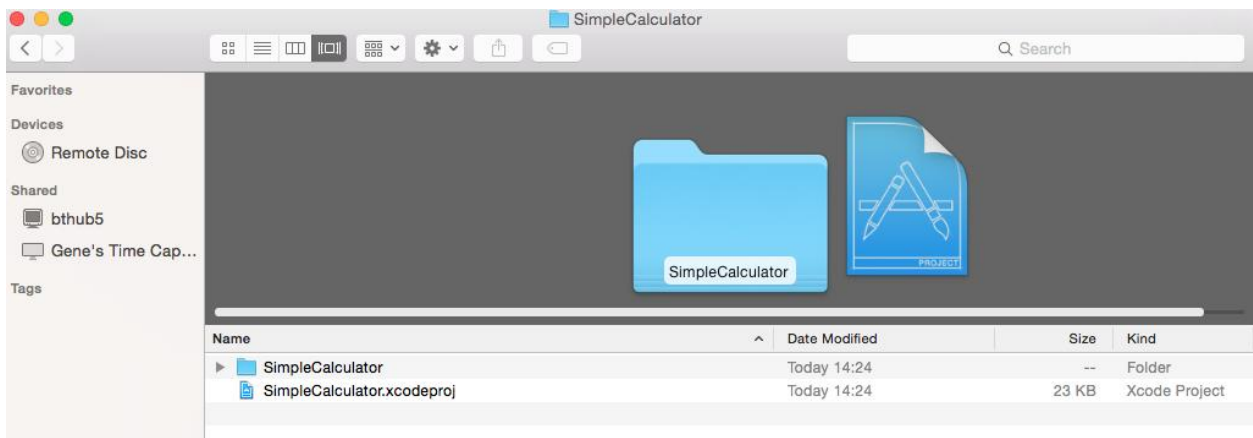 SimpleCalculator
Search
Favorites
Devices
Remote Disc
Shared
bthub5
Gene's Time Cap...
Tags
SimpleCalculator
PROJECT
Name Date Modified Size Kind
SimpleCalculator Today 14:24 -- Folder
SimpleCalculator.xcodeproj Today 14:24 23 KB Xcode Project